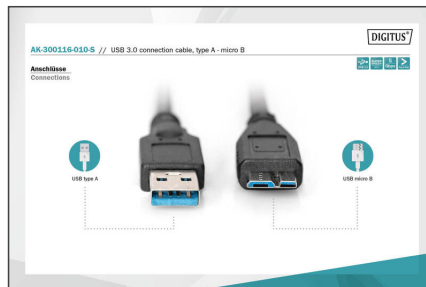 DIGITUS®
AK-300116-010-S // USB 3.0 connection cable, type A - micro B
Anschlüsse
Connections
USB type A
USB micro B